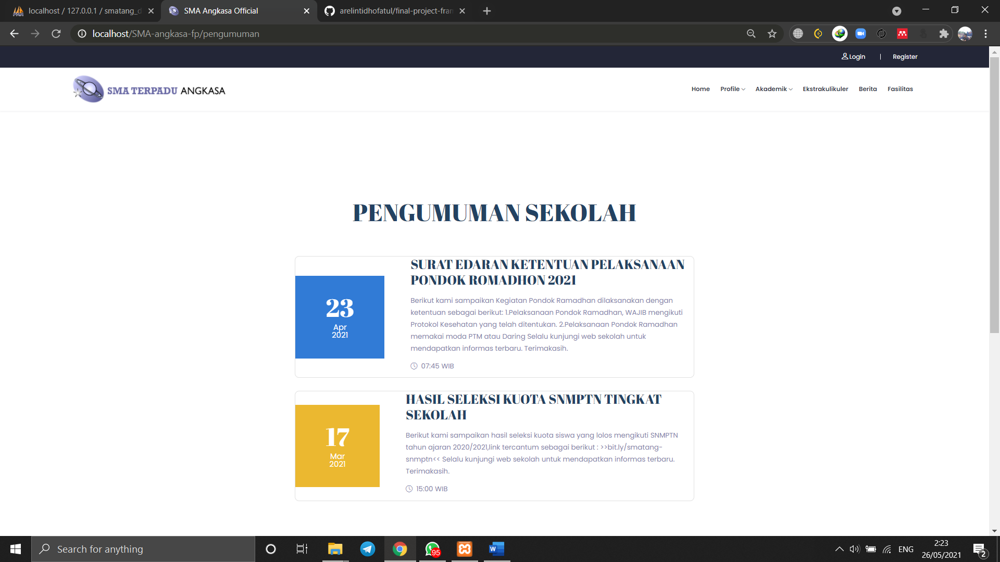 localhost / 127.0.0.1 / smatang_d
SMA Angkasa Official
arelintidhofatul/final-project-fran
localhost/SMA-angkasa-fp/pengumuman
Login | Register
SMA TERPADU ANGKASA
Home Profile Akademik Ekstrakulikuler Berita Fasilitas
PENGUMUMAN SEKOLAH
SURAT EDARAN KETENTUAN PELAKSANAAN
PONDOK ROMADHON 2021
23
Apr
2021
Berikut kami sampaikan Kegiatan Pondok Ramadhan dilaksanakan dengan
ketentuan sebagai berikut: 1.Pelaksanaan Pondok Ramadhan, WAJIB mengikuti
Protokol Kesehatan yang telah ditentukan. 2.Pelaksanaan Pondok Ramadhan
memakai moda PTM atau Daring Selalu kunjungi web sekolah untuk
mendapatkan informas terbaru. Terimakasih.
07:45 WIB
HASIL SELEKSI KUOTA SNMPTN TINGKAT
SEKOLAH
17
Mar
2021
Berikut kami sampaikan hasil seleksi kuota siswa yang lolos mengikuti SNMPTN
tahun ajaran 2020/2021,link tercantum sebagai berikut : >>bit.ly/smatang-
snmptn<< Selalu kunjungi web sekolah untuk mendapatkan informas terbaru.
Terimakasih.
15:00 WIB
Search for anything
95
ENG
2:23
26/05/2021
2